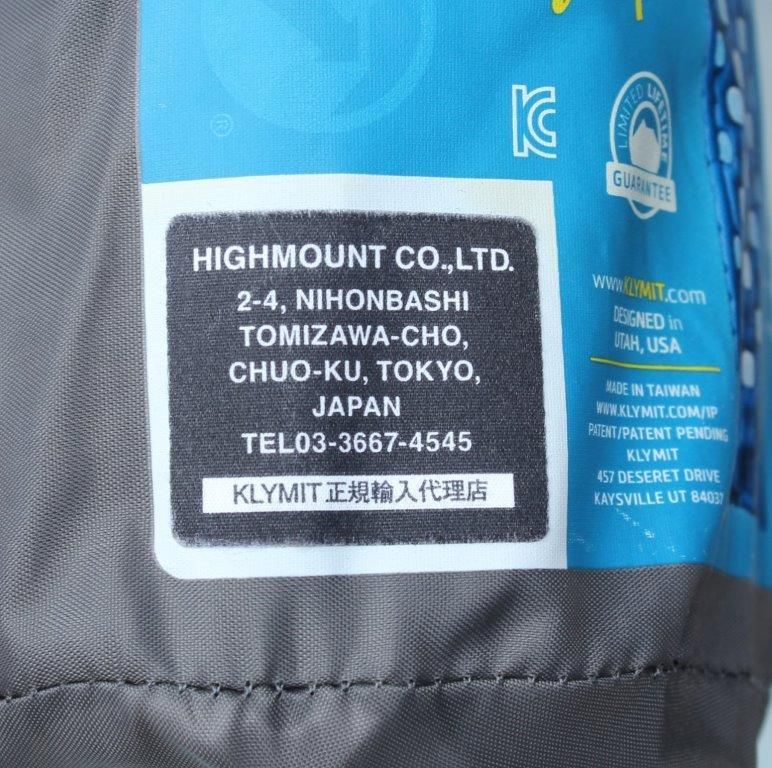 KC
LIMITED LIFETIME
GUARANTEE
®
HIGHMOUNT CO.,LTD.
2-4, NIHONBASHI
TOMIZAWA-CHO,
CHUO-KU, TOKYO,
JAPAN
TEL03-3667-4545
KLYMIT正規輸入代理店
www.KLYMIT.com
DESIGNED in
UTAH, USA
MADE IN TAIWAN
WWW.KLYMIT.COM/IP
PATENT/PATENT PENDING
KLYMIT
457 DESERET DRIVE
KAYSVILLE UT 84037